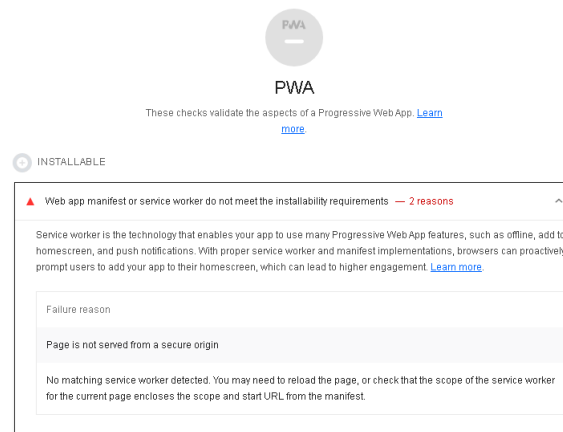 PWA
PWA
These checks validate the aspects of a Progressive Web App. Learn
more.
INSTALLABLE
Web app manifest or service worker do not meet the installability requirements — 2 reasons
Service worker is the technology that enables your app to use many Progressive Web App features, such as offline, add to
homescreen, and push notifications. With proper service worker and manifest implementations, browsers can proactively
prompt users to add your app to their homescreen, which can lead to higher engagement. Learn more.
Failure reason
Page is not served from a secure origin
No matching service worker detected. You may need to reload the page, or check that the scope of the service worker
for the current page encloses the scope and start URL from the manifest.